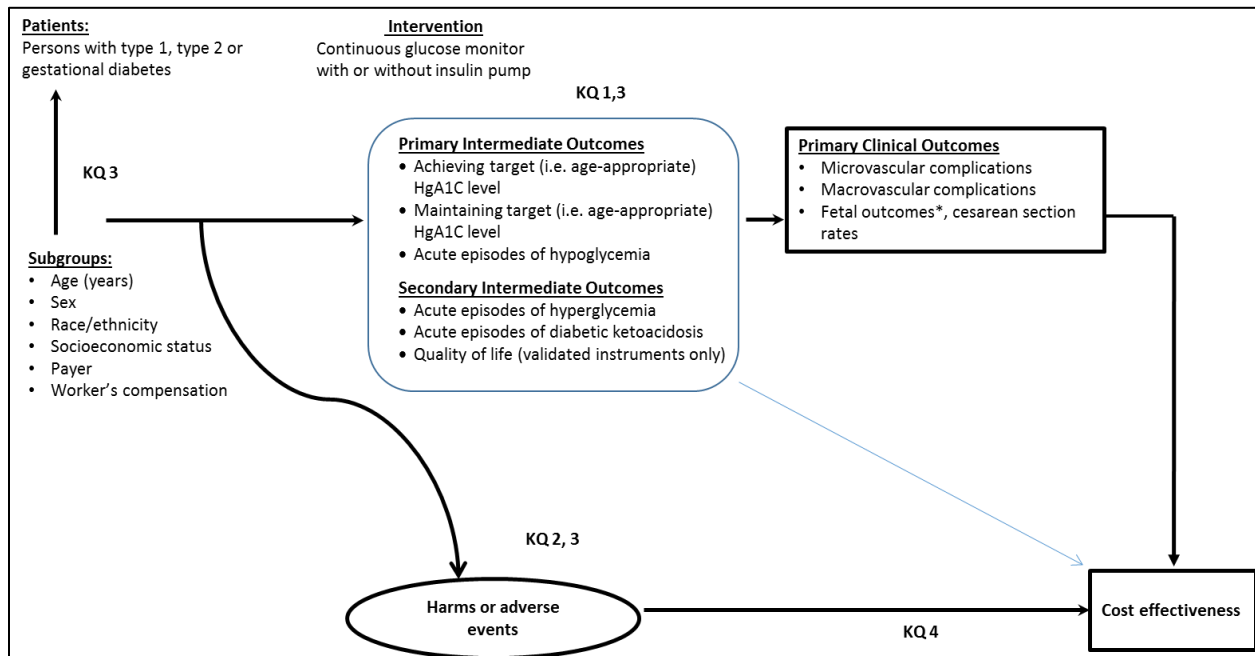 Patients:
Persons with type 1, type 2 or
gestational diabetes
Intervention
Continuous glucose monitor
with or without insulin pump
KQ 1,3
KQ 3
Primary Intermediate Outcomes
• Achieving target (i.e. age-appropriate)
HgA1C level
• Maintaining target (i.e. age-appropriate)
HgA1C level
• Acute episodes of hypoglycemia
Secondary Intermediate Outcomes
• Acute episodes of hyperglycemia
• Acute episodes of diabetic ketoacidosis
• Quality of life (validated instruments only)
Primary Clinical Outcomes
• Microvascular complications
• Macrovascular complications
• Fetal outcomes*, cesarean section
rates
Subgroups:
• Age (years)
• Sex
• Race/ethnicity
• Socioeconomic status
• Payer
• Worker’s compensation
KQ 2, 3
Harms or adverse
events
KQ 4
Cost effectiveness